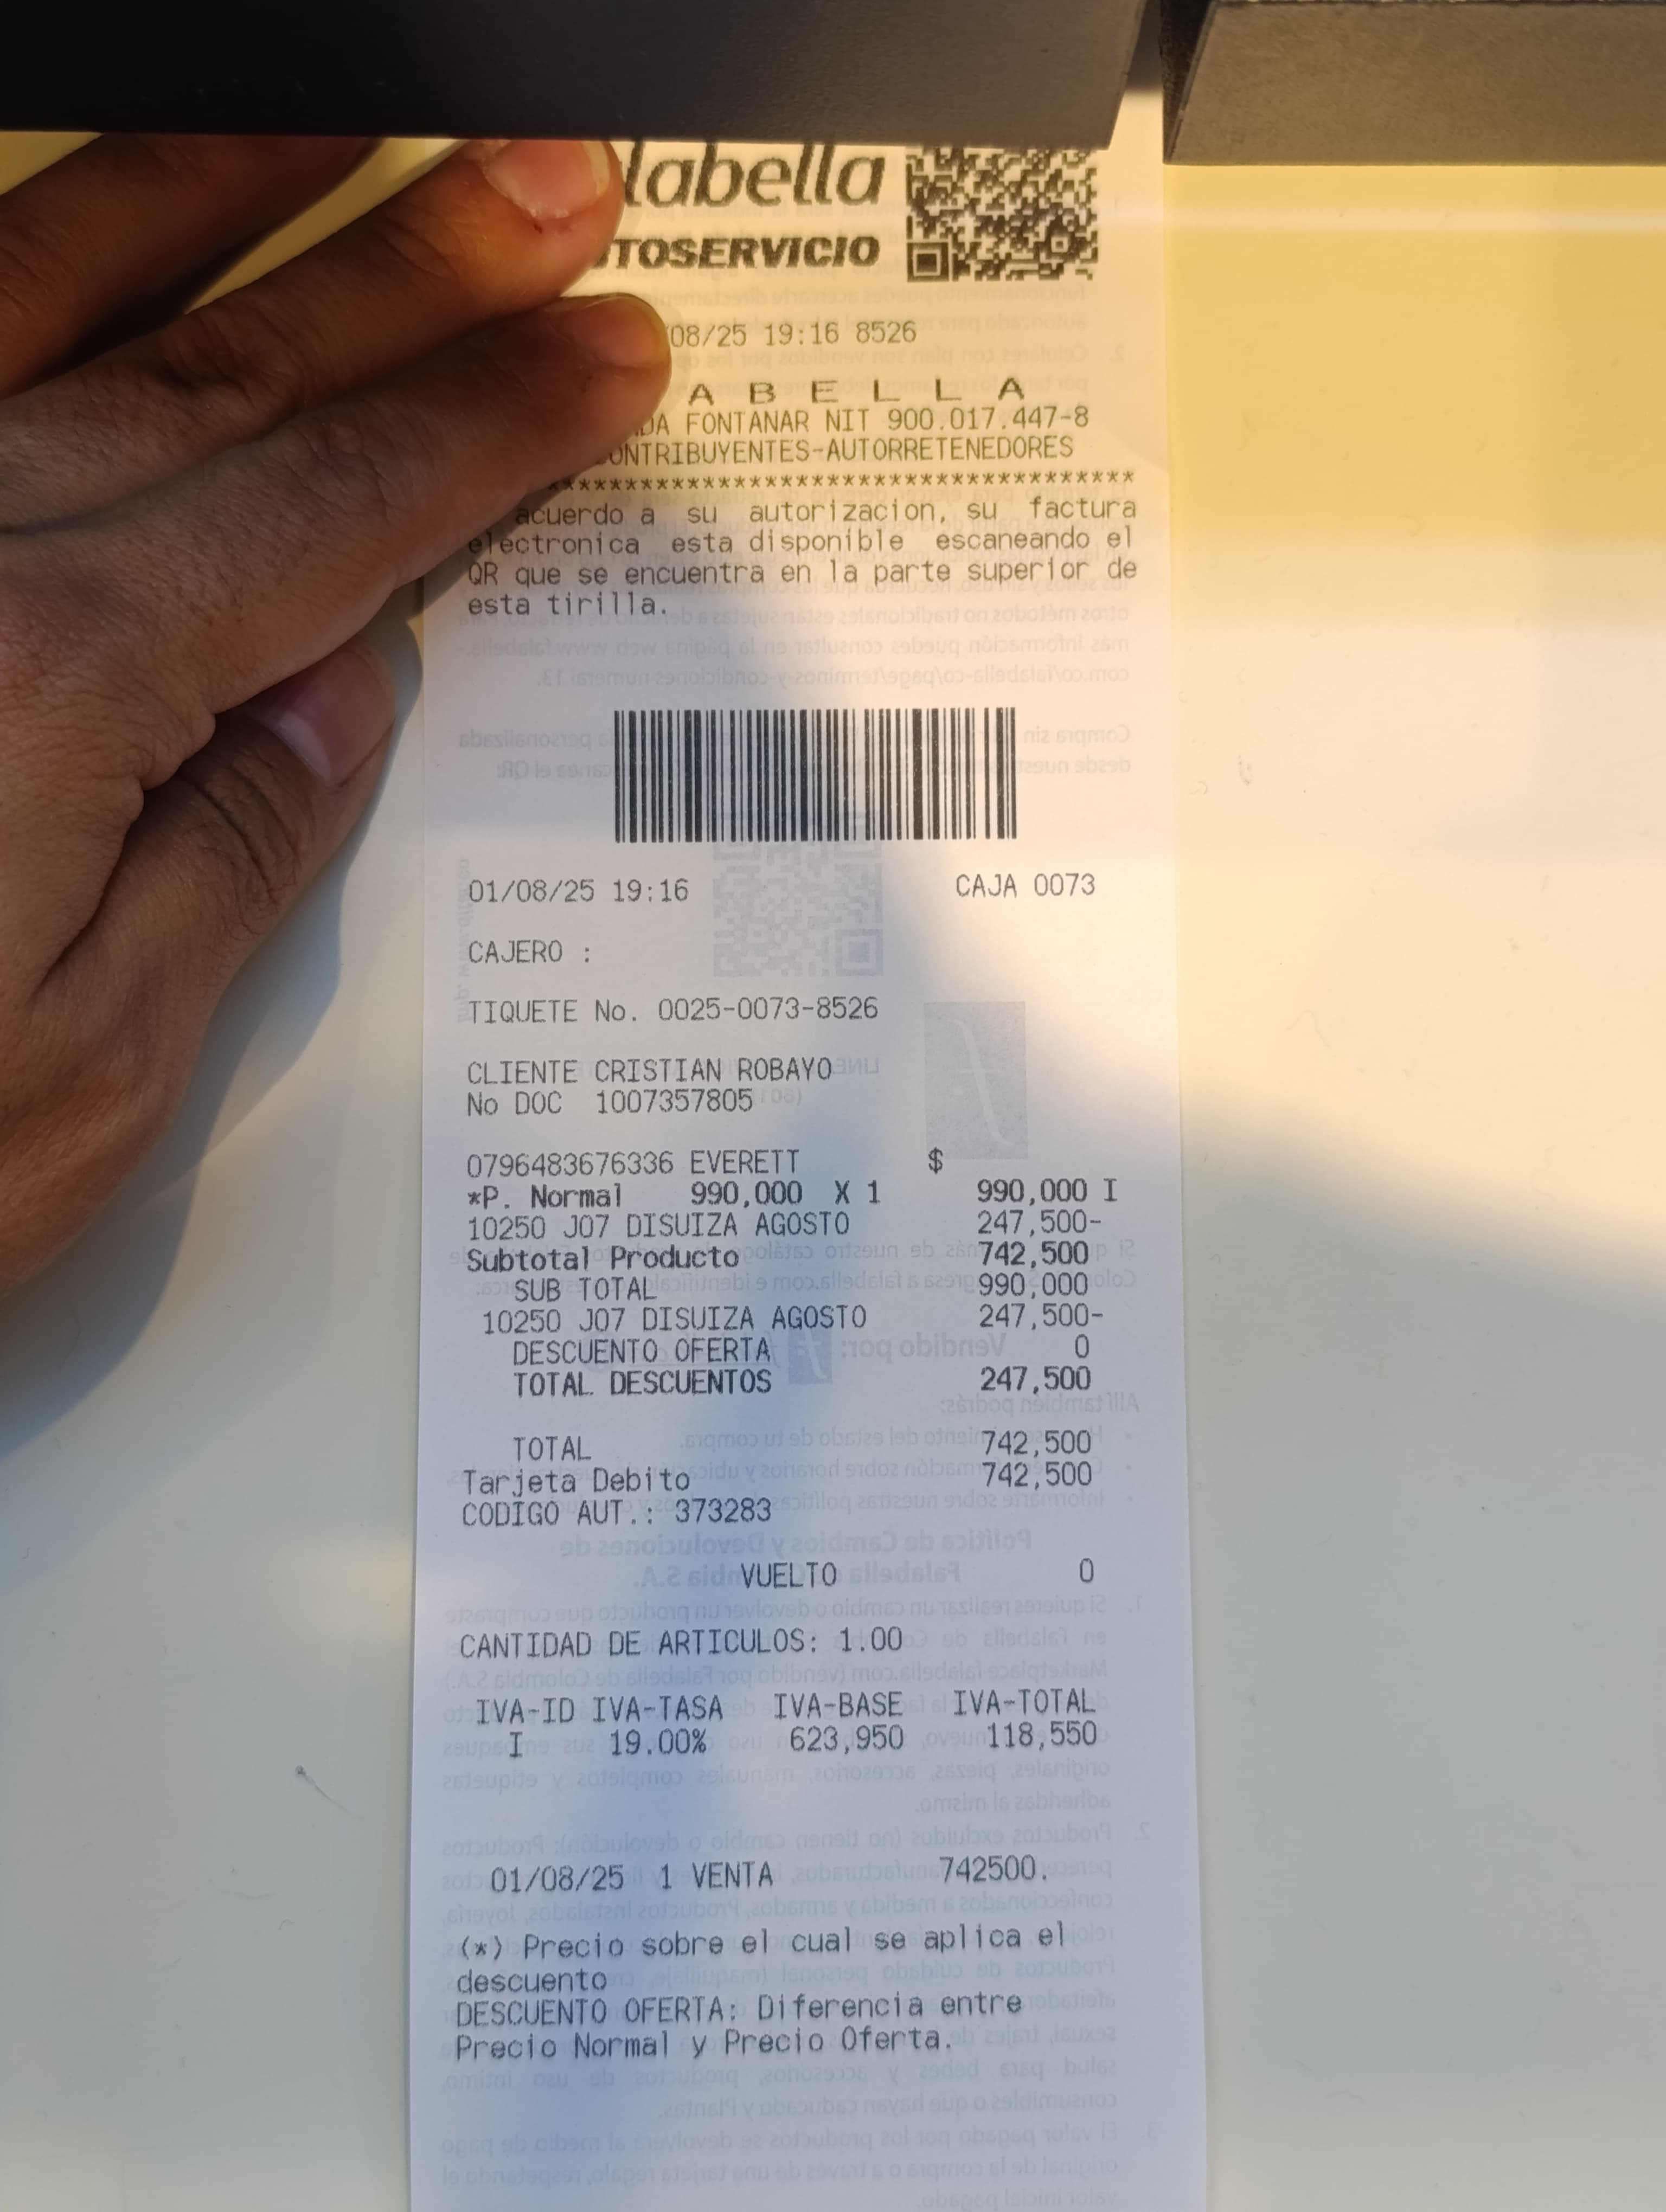 labella
TOSERVICIO
08/25 19:16 8526
A B E L L A
DA FONTANAR NIT 900.017.447-8
ONTRIBUYENTES-AUTORRETENEDORES
************************************
acuerdo a su autorizacion, su factura
electronica esta disponible escaneando el
QR que se encuentra en la parte superior de
esta tirilla.
01/08/25 19:16 CAJA 0073
CAJERO :
TIQUETE No. 0025-0073-8526
CLIENTE CRISTIAN ROBAYO
No DOC 1007357805
0796483676336 EVERETT $
*P. Normal 990,000 X 1 990,000 I
10250 J07 DISUIZA AGOSTO 247,500-
Subtotal Producto 742,500
SUB TOTAL 990,000
10250 J07 DISUIZA AGOSTO 247,500-
DESCUENTO OFERTA 0
TOTAL DESCUENTOS 247,500
TOTAL 742,500
Tarjeta Debito 742,500
CODIGO AUT.: 373283
VUELTO 0
CANTIDAD DE ARTICULOS: 1.00
IVA-ID IVA-TASA IVA-BASE IVA-TOTAL
I 19.00% 623,950 118,550
01/08/25 1 VENTA 742500.
(*) Precio sobre el cual se aplica el
descuento
DESCUENTO OFERTA: Diferencia entre
Precio Normal y Precio Oferta.